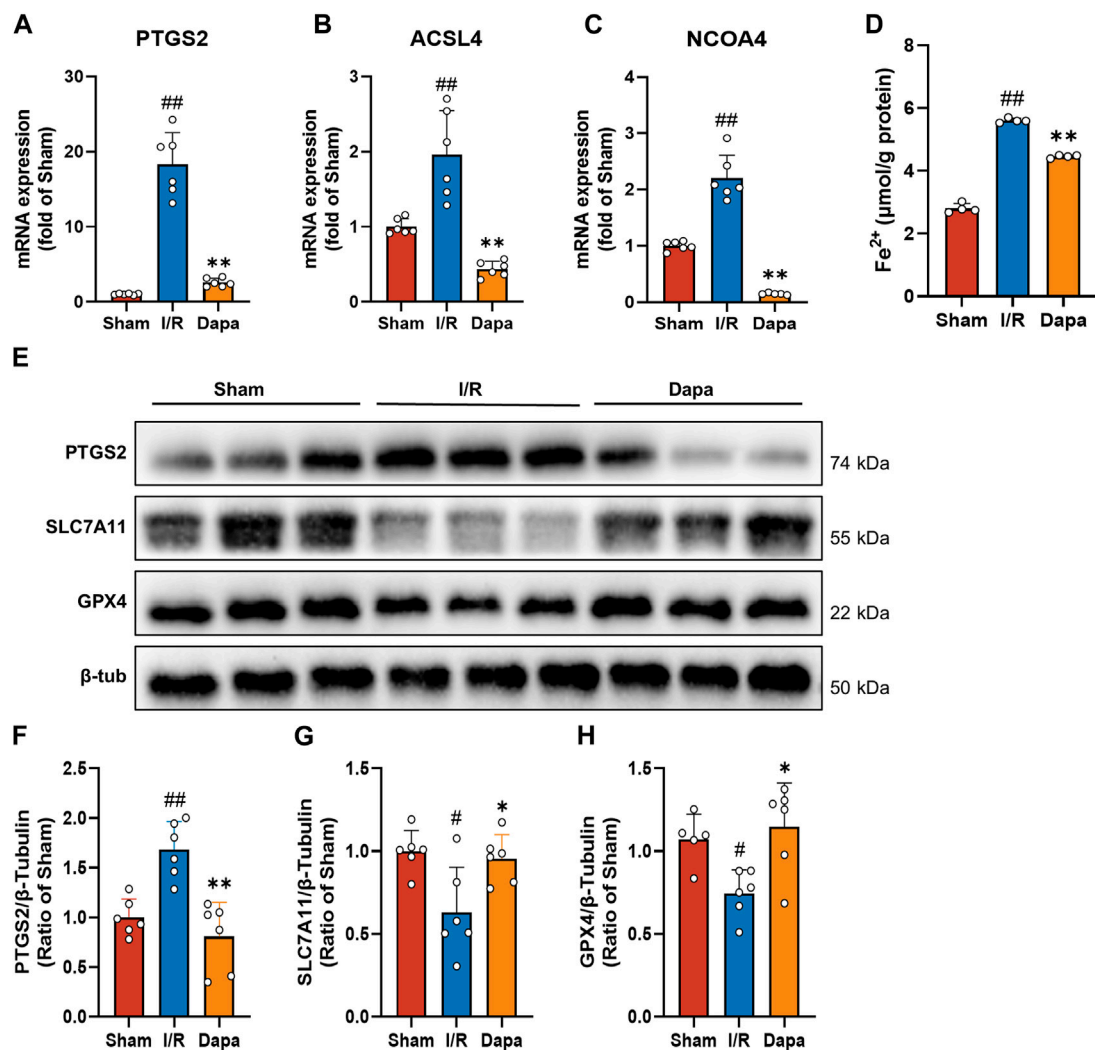 A
PTGS2
mRNA expression
(fold of Sham)
30
20
10
0
##
**
Sham I/R Dapa
B
ACSL4
mRNA expression
(fold of Sham)
3
2
1
0
##
**
Sham I/R Dapa
C
NCOA4
mRNA expression
(fold of Sham)
4
3
2
1
0
##
**
Sham I/R Dapa
D
Fe²⁺ (μmol/g protein)
8
6
4
2
0
##
**
Sham I/R Dapa
E
Sham I/R Dapa
PTGS2 74 kDa
SLC7A11 55 kDa
GPX4 22 kDa
β-tub 50 kDa
F
PTGS2/β-Tubulin
(Ratio of Sham)
2.5
2.0
1.5
1.0
0.5
0.0
##
**
Sham I/R Dapa
G
SLC7A11/β-Tubulin
(Ratio of Sham)
1.5
1.0
0.5
0.0
#
*
Sham I/R Dapa
H
GPX4/β-Tubulin
(Ratio of Sham)
1.5
1.0
0.5
0.0
#
*
Sham I/R Dapa